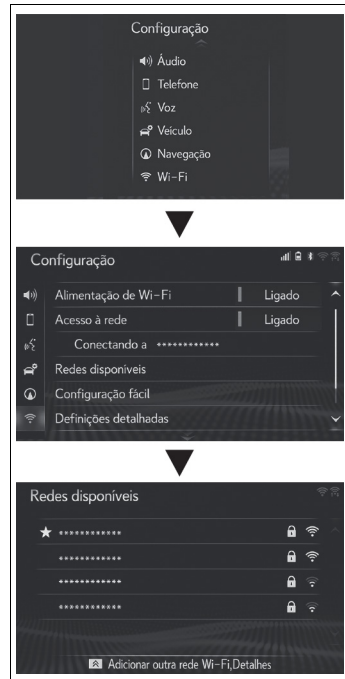 Configuração
Áudio
Telefone
Voz
Veículo
Navegação
Wi-Fi
Configuração
Alimentação de Wi-Fi Ligado
Acesso à rede Ligado
Conectando a ************
Redes disponiveis
Configuração fácil
Definições detalhadas
Redes disponíveis
************
************
************
************
Adicionar outra rede Wi-Fi,Detalhes